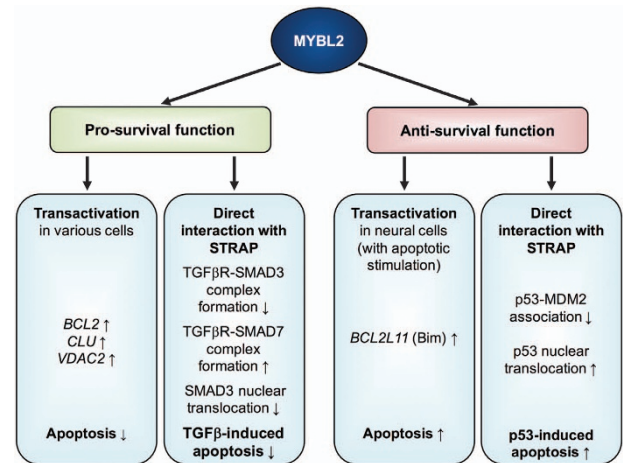 MYBL2
Pro-survival function
Anti-survival function
Transactivation
in various cells
BCL2 ↑
CLU ↑
VDAC2 ↑
Apoptosis ↓
Direct
interaction with
STRAP
TGFβR-SMAD3
complex
formation ↓
TGFβR-SMAD7
complex
formation ↑
SMAD3 nuclear
translocation ↓
TGFβ-induced
apoptosis ↓
Transactivation
in neural cells
(with apoptotic
stimulation)
BCL2L11 (Bim) ↑
Apoptosis ↑
Direct
interaction with
STRAP
p53-MDM2
association ↓
p53 nuclear
translocation ↑
p53-induced
apoptosis ↑